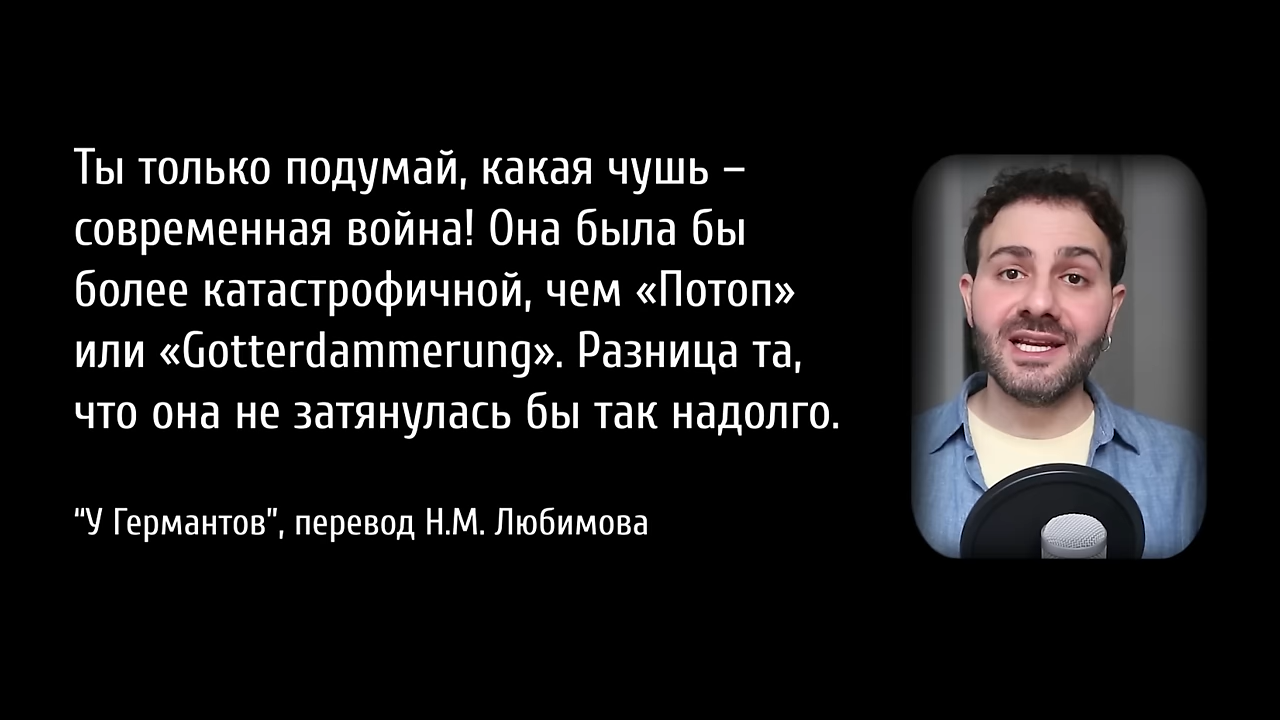 Ты только подумай, какая чушь –
современная война! Она была бы
более катастрофичной, чем «Потоп»
или «Gotterdammerung». Разница та,
что она не затянулась бы так надолго.
“У Германтов”, перевод Н.М. Любимова